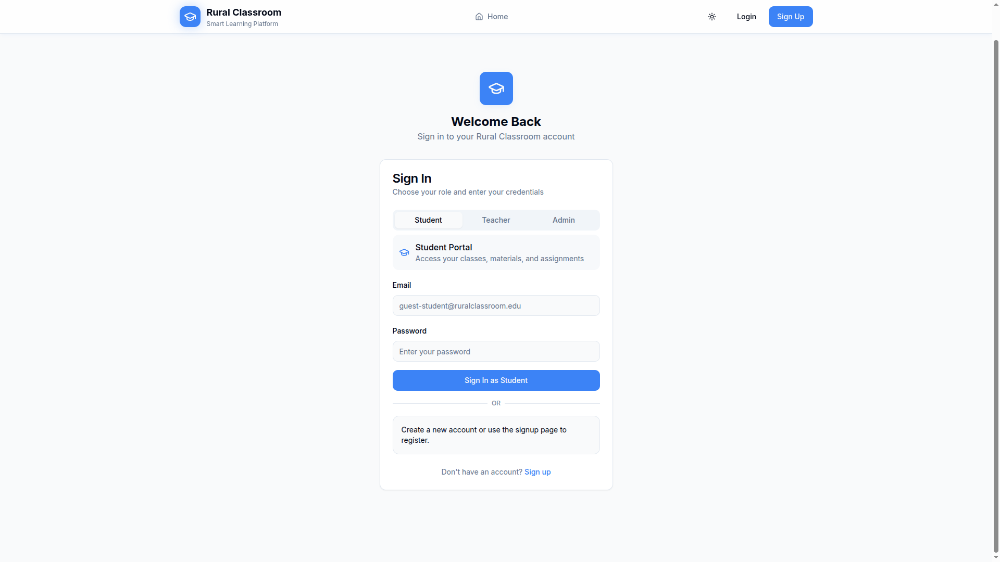 Rural Classroom
Smart Learning Platform
Home
Login
Sign Up
Welcome Back
Sign in to your Rural Classroom account
Sign In
Choose your role and enter your credentials
Student
Teacher
Admin
Student Portal
Access your classes, materials, and assignments
Email
guest-student@ruralclassroom.edu
Password
Enter your password
Sign In as Student
OR
Create a new account or use the signup page to
register.
Don't have an account? Sign up